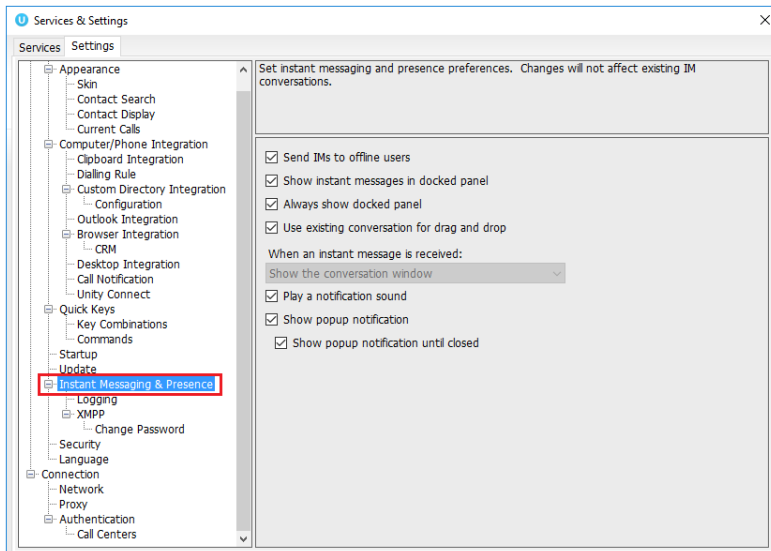 Services & Settings
Services Settings
Appearance
Skin
Contact Search
Contact Display
Current Calls
Computer/Phone Integration
Clipboard Integration
Dialling Rule
Custom Directory Integration
Configuration
Outlook Integration
Browser Integration
CRM
Desktop Integration
Call Notification
Unity Connect
Quick Keys
Key Combinations
Commands
Startup
Update
Instant Messaging & Presence
Logging
XMPP
Change Password
Security
Language
Connection
Network
Proxy
Authentication
Call Centers
Set instant messaging and presence preferences. Changes will not affect existing IM
conversations.
Send IMs to offline users
Show instant messages in docked panel
Always show docked panel
Use existing conversation for drag and drop
When an instant message is received:
Show the conversation window
Play a notification sound
Show popup notification
Show popup notification until closed